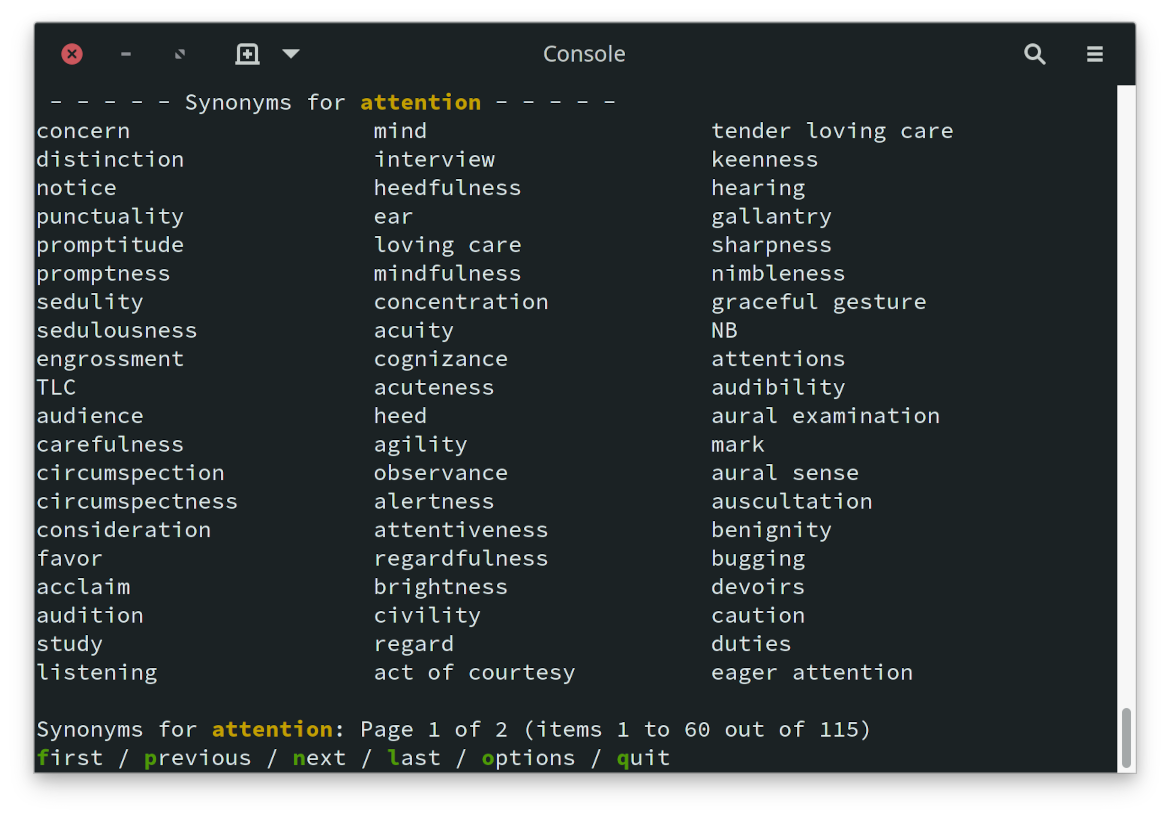 Console
- - - - - Synonyms for attention - - - - -
concern mind tender loving care
distinction interview keenness
notice heedfulness hearing
punctuality ear gallantry
promptitude loving care sharpness
promptness mindfulness nimbleness
sedulity concentration graceful gesture
sedulousness acuity NB
engrossment cognizance attentions
TLC acuteness audibility
audience heed aural examination
carefulness agility mark
circumspection observance aural sense
circumspectness alertness auscultation
consideration attentiveness benignity
favor regardfulness bugging
acclaim brightness devoirs
audition civility caution
study regard duties
listening act of courtesy eager attention
Synonyms for attention: Page 1 of 2 (items 1 to 60 out of 115)
first / previous / next / last / options / quit